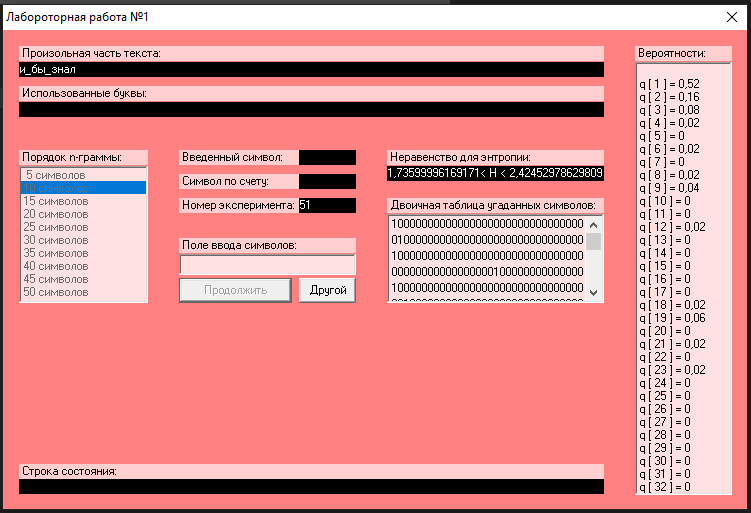 Лабороторная работа №1
Произольная часть текста:
и_бы_знал
Использованные буквы:
Порядок n-граммы:
5 символов
10 символов
15 символов
20 символов
25 символов
30 символов
35 символов
40 символов
45 символов
50 символов
Введенный символ:
Символ по счету:
Номер эксперимента: 51
Поле ввода символов:
Продолжить
Другой
Неравенство для энтропии:
1,73599996169171< H < 2,42452978629809
Двоичная таблица угаданных символов:
Строка состояния:
Вероятности:
q [ 1 ] = 0,52
q [ 2 ] = 0,16
q [ 3 ] = 0,08
q [ 4 ] = 0,02
q [ 5 ] = 0
q [ 6 ] = 0,02
q [ 7 ] = 0
q [ 8 ] = 0,02
q [ 9 ] = 0,04
q [ 10 ] = 0
q [ 11 ] = 0
q [ 12 ] = 0,02
q [ 13 ] = 0
q [ 14 ] = 0
q [ 15 ] = 0
q [ 16 ] = 0
q [ 17 ] = 0
q [ 18 ] = 0,02
q [ 19 ] = 0,06
q [ 20 ] = 0
q [ 21 ] = 0,02
q [ 22 ] = 0
q [ 23 ] = 0,02
q [ 24 ] = 0
q [ 25 ] = 0
q [ 26 ] = 0
q [ 27 ] = 0
q [ 28 ] = 0
q [ 29 ] = 0
q [ 30 ] = 0
q [ 31 ] = 0
q [ 32 ] = 0